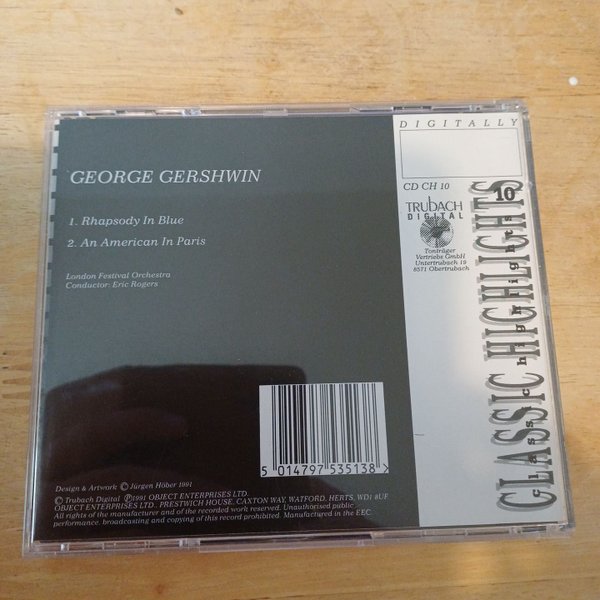 GEORGE GERSHWIN
1. Rhapsody In Blue
2. An American In Paris
London Festival Orchestra
Conductor: Eric Rogers
5 014797 535138 >
Design & Artwork © Jürgen Höber 1991
© Trubach Digital ℗1991 OBJECT ENTERPRISES LTD.
OBJECT ENTERPRISES LTD., PRESTWICH HOUSE, CAXTON WAY, WATFORD, HERTS, WD1 8UF
All rights of the manufacturer and of the recorded work reserved. Unauthorised public
performance, broadcasting and copying of this record prohibited. Manufactured in the EEC
DIGITALLY
CD CH 10
TRUBACH
DIGITAL
Tonträger
Vertriebs GmbH
Untertrubach 19
8571 Obertrubach
10
CLASSIC HIGHLIGHTS
classic highlights